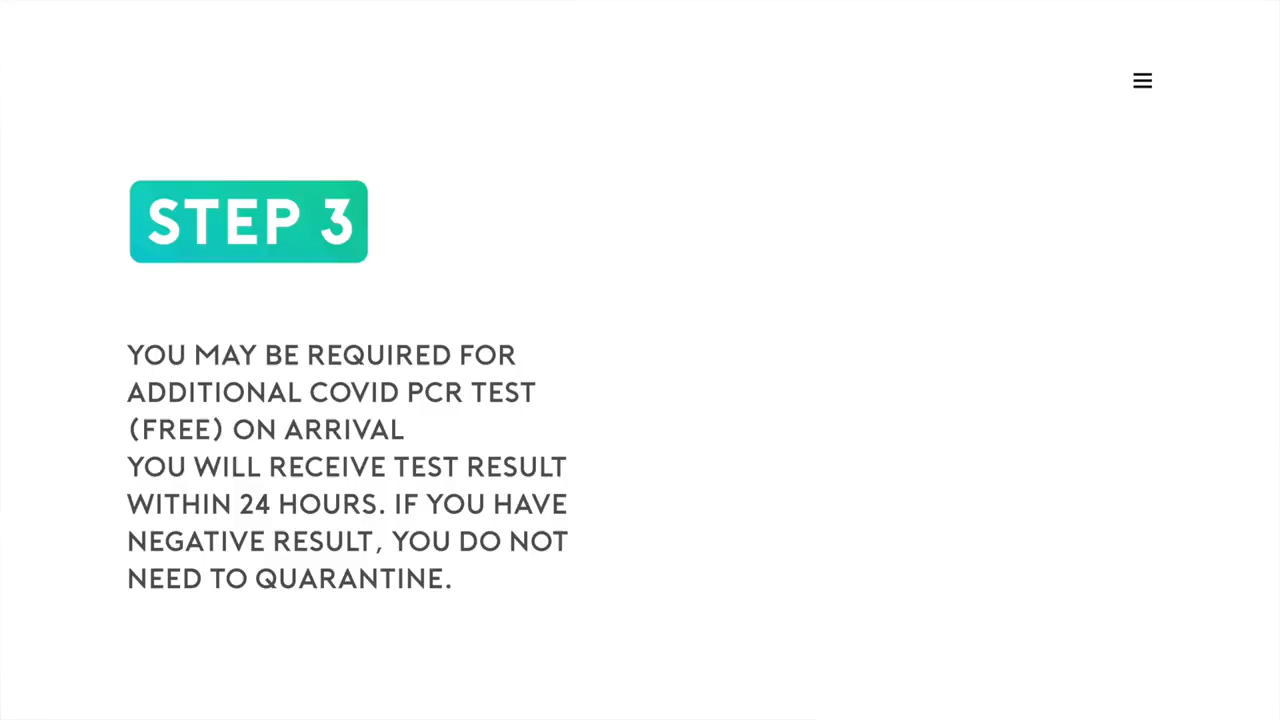 STEP 3
YOU MAY BE REQUIRED FOR
ADDITIONAL COVID PCR TEST
(FREE) ON ARRIVAL
YOU WILL RECEIVE TEST RESULT
WITHIN 24 HOURS. IF YOU HAVE
NEGATIVE RESULT, YOU DO NOT
NEED TO QUARANTINE.